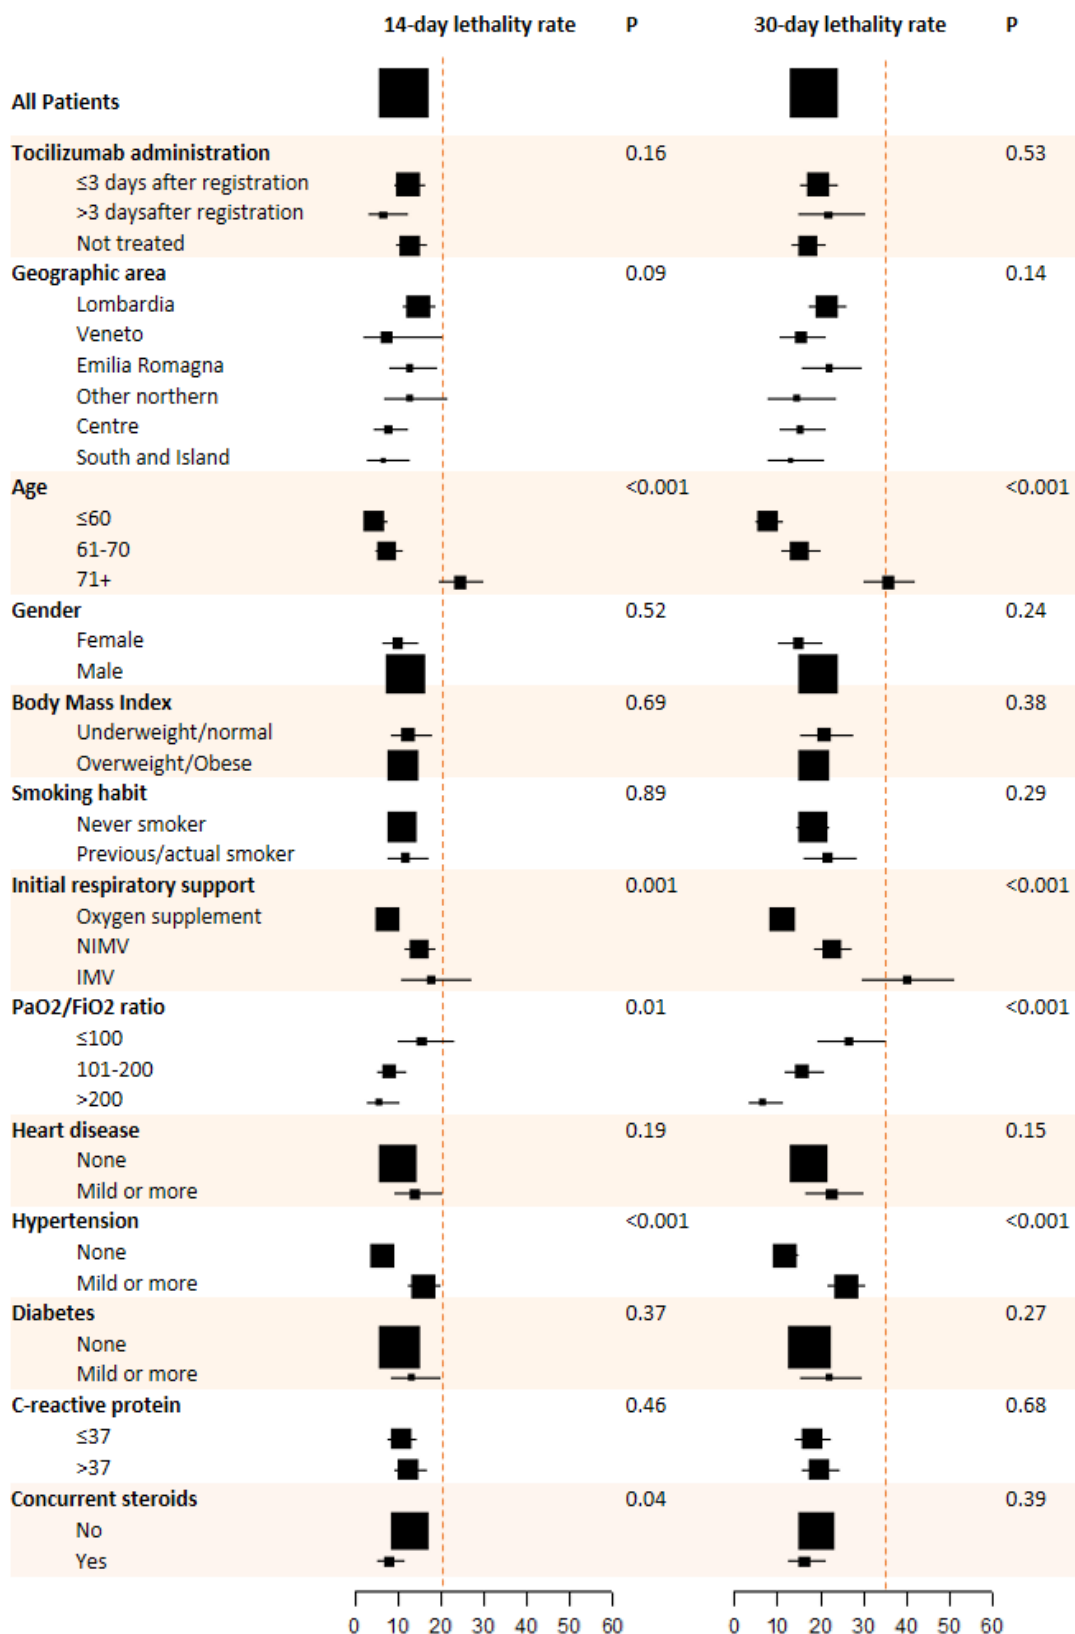 14-day lethality rate P 30-day lethality rate P
All Patients
Tocilizumab administration 0.16 0.53
≤3 days after registration
>3 daysafter registration
Not treated
Geographic area 0.09 0.14
Lombardia
Veneto
Emilia Romagna
Other northern
Centre
South and Island
Age <0.001 <0.001
≤60
61-70
71+
Gender 0.52 0.24
Female
Male
Body Mass Index 0.69 0.38
Underweight/normal
Overweight/Obese
Smoking habit 0.89 0.29
Never smoker
Previous/actual smoker
Initial respiratory support 0.001 <0.001
Oxygen supplement
NIMV
IMV
PaO2/FiO2 ratio 0.01 <0.001
≤100
101-200
>200
Heart disease 0.19 0.15
None
Mild or more
Hypertension <0.001 <0.001
None
Mild or more
Diabetes 0.37 0.27
None
Mild or more
C-reactive protein 0.46 0.68
≤37
>37
Concurrent steroids 0.04 0.39
No
Yes
0 10 20 30 40 50 60 0 10 20 30 40 50 60